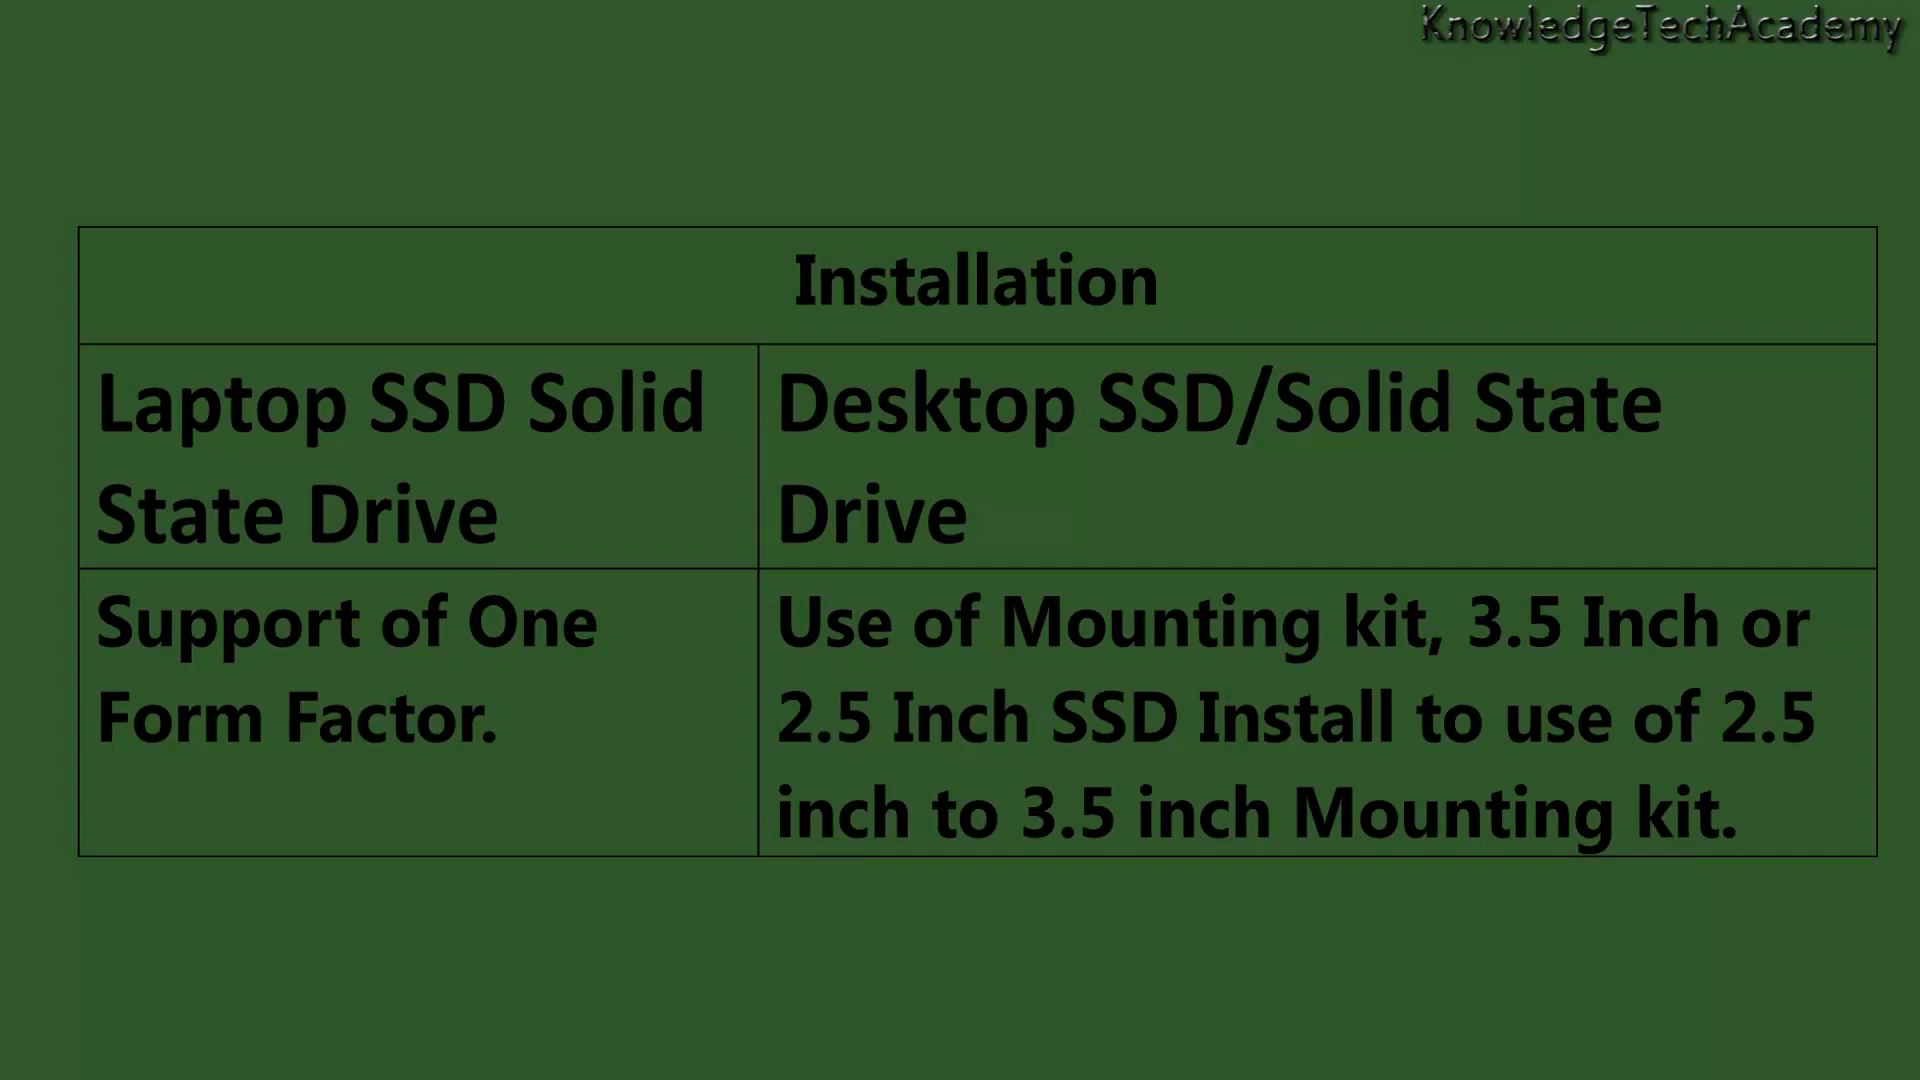 KnowledgeTechAcademy
Installation
Laptop SSD Solid
State Drive
Desktop SSD/Solid State
Drive
Support of One
Form Factor.
Use of Mounting kit, 3.5 Inch or
2.5 Inch SSD Install to use of 2.5
inch to 3.5 inch Mounting kit.